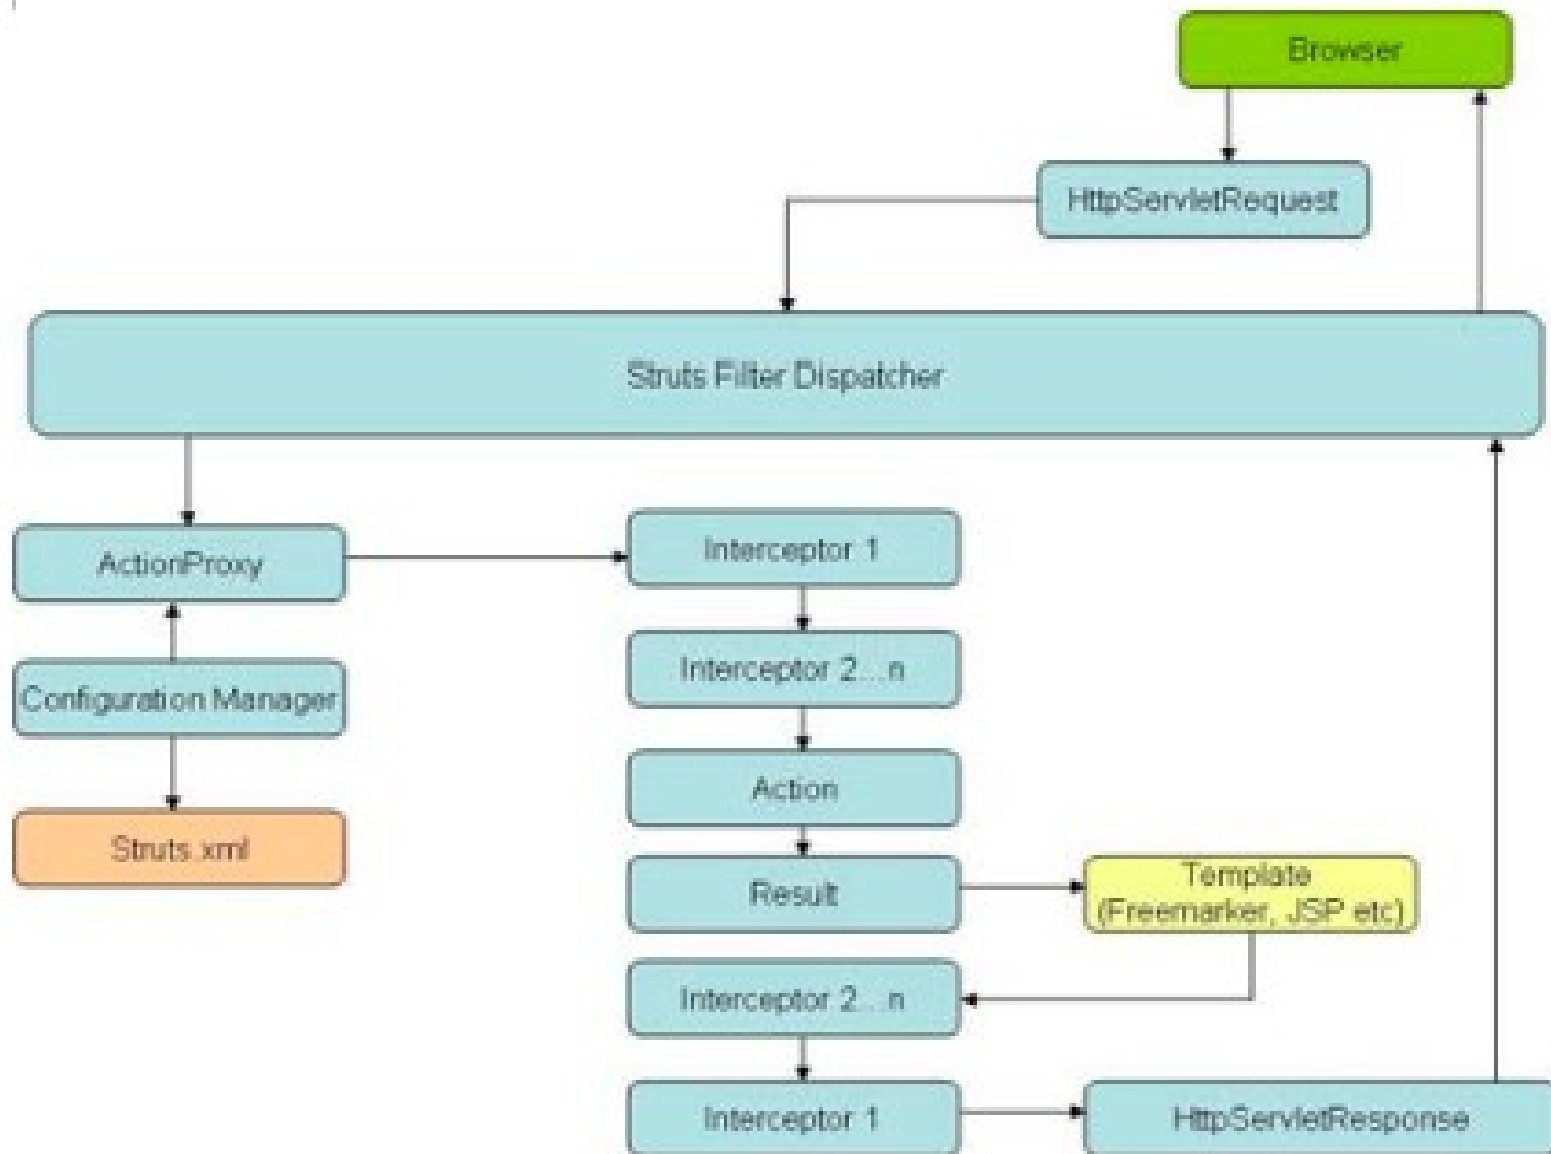 Browser
HttpServletRequest
Struts Filter Dispatcher
ActionProxy
Interceptor 1
Configuration Manager
Interceptor 2...n
Action
Struts.xml
Result
Template
(Freemarker, JSP etc)
Interceptor 2...n
Interceptor 1
HttpServletResponse